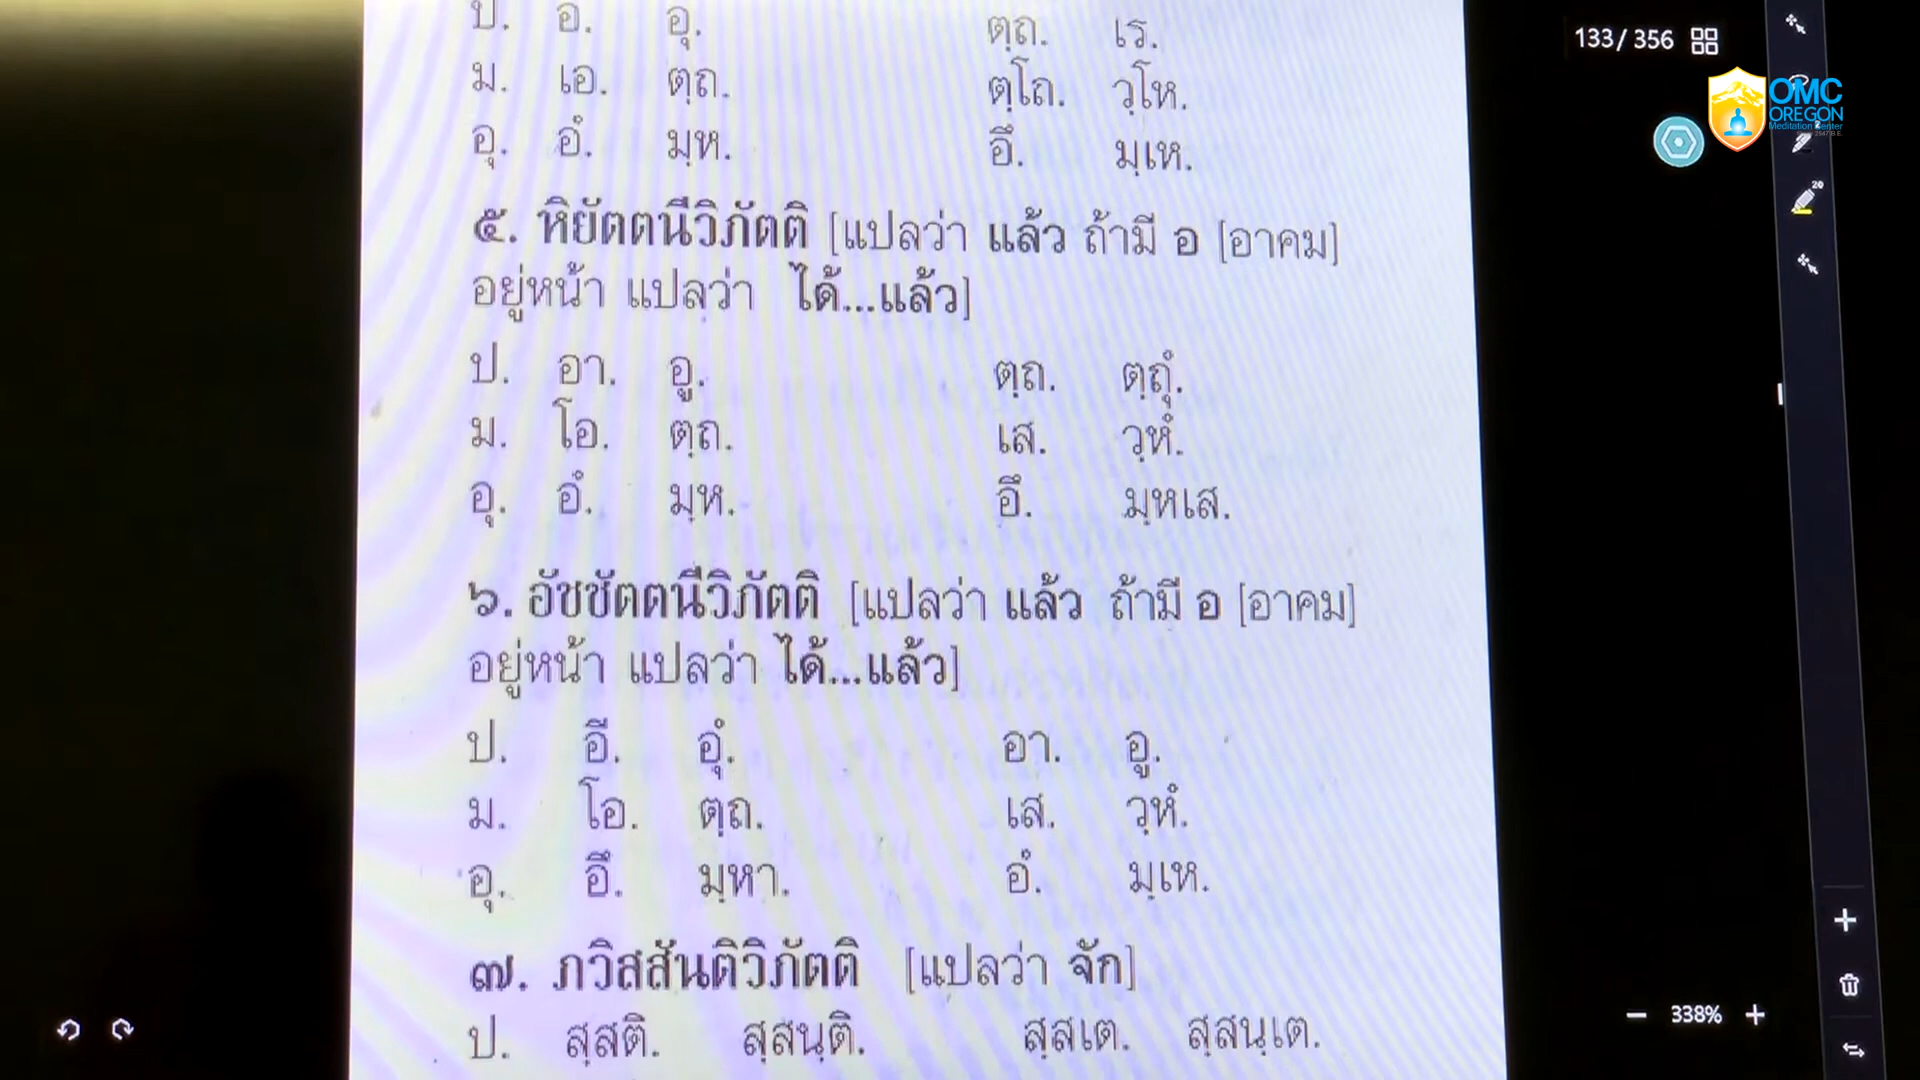 ป. อ. อุ. ตฺถ. เร.
ม. เอ. ตฺถ. ตฺโถ. วฺโห.
อุ. อํ. มฺห. อึ. มฺเห.
๕. หิยัตตนีวิภัตติ [แปลว่า แล้ว ถ้ามี อ [อาคม]
อยู่หน้า แปลว่า ได้...แล้ว]
ป. อา. อู. ตฺถ. ตฺถุํ.
ม. โอ. ตฺถ. เส. วฺหํ.
อุ. อํ. มฺห. อึ. มฺหเส.
๖. อัชชัตตนีวิภัตติ [แปลว่า แล้ว ถ้ามี อ [อาคม]
อยู่หน้า แปลว่า ได้...แล้ว]
ป. อี. อุํ. อา. อู.
ม. โอ. ตฺถ. เส. วฺหํ.
อุ. อึ. มฺหา. อํ. มฺเห.
๗. ภวิสสันติวิภัตติ [แปลว่า จัก]
ป. สฺสติ. สฺสนฺติ. สฺสเต. สฺสนฺเต.
133/ 356
OMC
OREGON
Meditation Center
20
338%